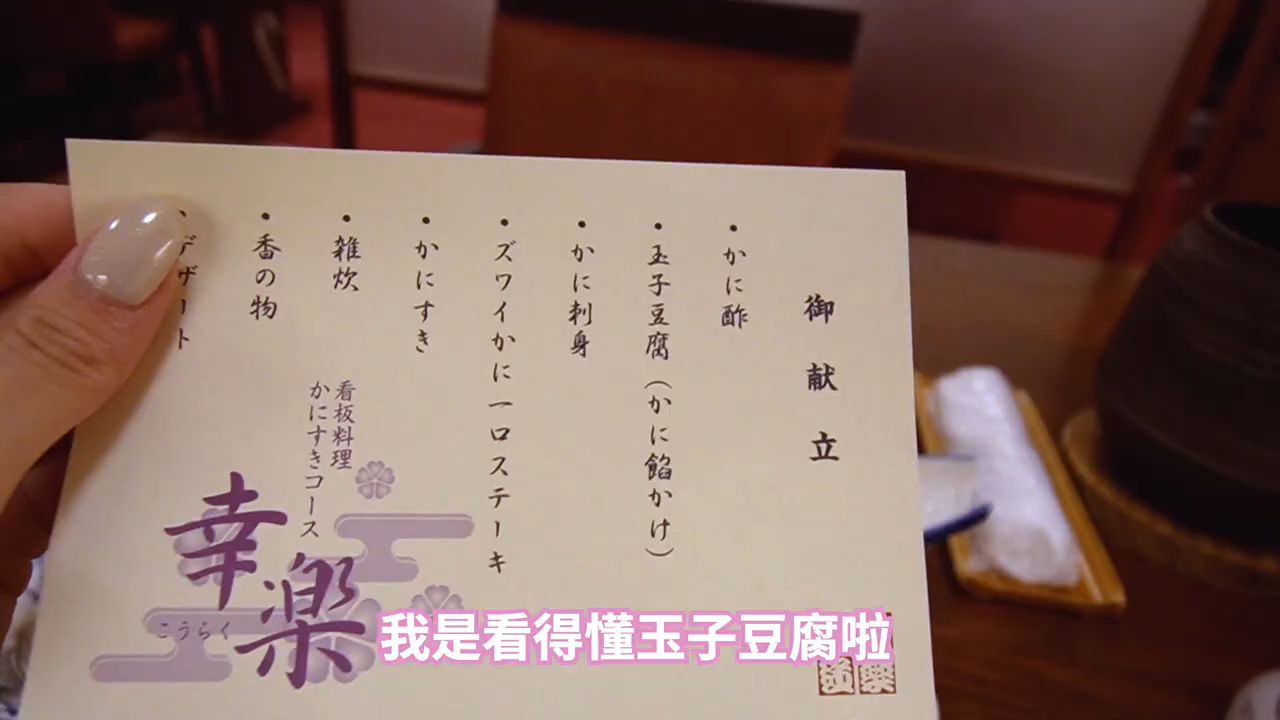 御献立
・かに酢
・玉子豆腐(かに餡かけ)
・かに刺身
・ズワイかに一口ステーキ
・かにすき
・雑炊
・香の物
・デザート
看板料理
かにすきコース
幸楽
こうらく
我是看得懂玉子豆腐啦